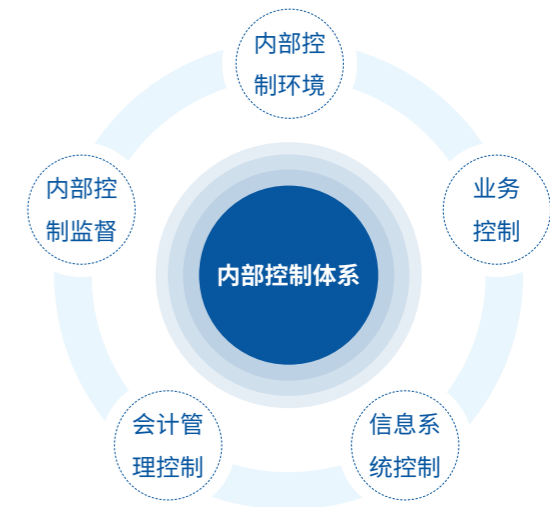 内部控
制环境
内部控
制监督
业务
控制
内部控制体系
会计管
理控制
信息系
统控制